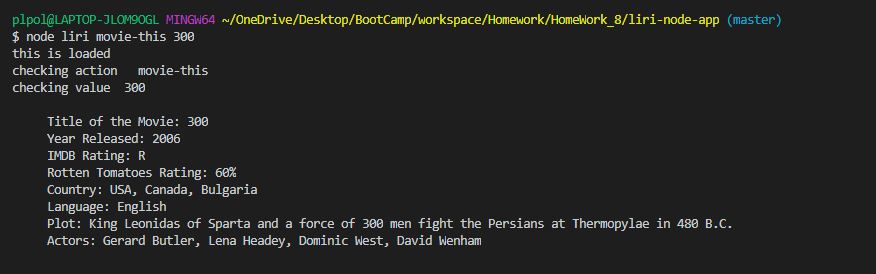 plpol@LAPTOP-JLOM9OGL MINGW64 ~/OneDrive/Desktop/BootCamp/workspace/Homework/HomeWork_8/liri-node-app (master)
$ node liri movie-this 300
this is loaded
checking action   movie-this
checking value  300
Title of the Movie: 300
Year Released: 2006
IMDB Rating: R
Rotten Tomatoes Rating: 60%
Country: USA, Canada, Bulgaria
Language: English
Plot: King Leonidas of Sparta and a force of 300 men fight the Persians at Thermopylae in 480 B.C.
Actors: Gerard Butler, Lena Headey, Dominic West, David Wenham